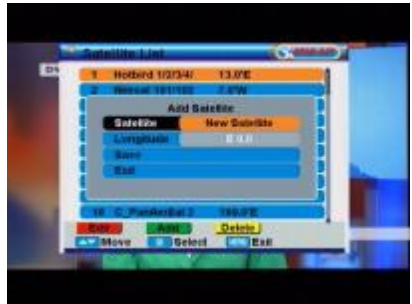 Satellite List
1 Hotbird 1/2/3/4/ 13.0'E
2 Nilesat 101/102 7.0'W
Add Satellite
Satellite New Satellite
Longitude E 0.0
Save
Exit
10 C_PanAmSat 2 169.0'E
Edit Add Delete
Move Select Exit